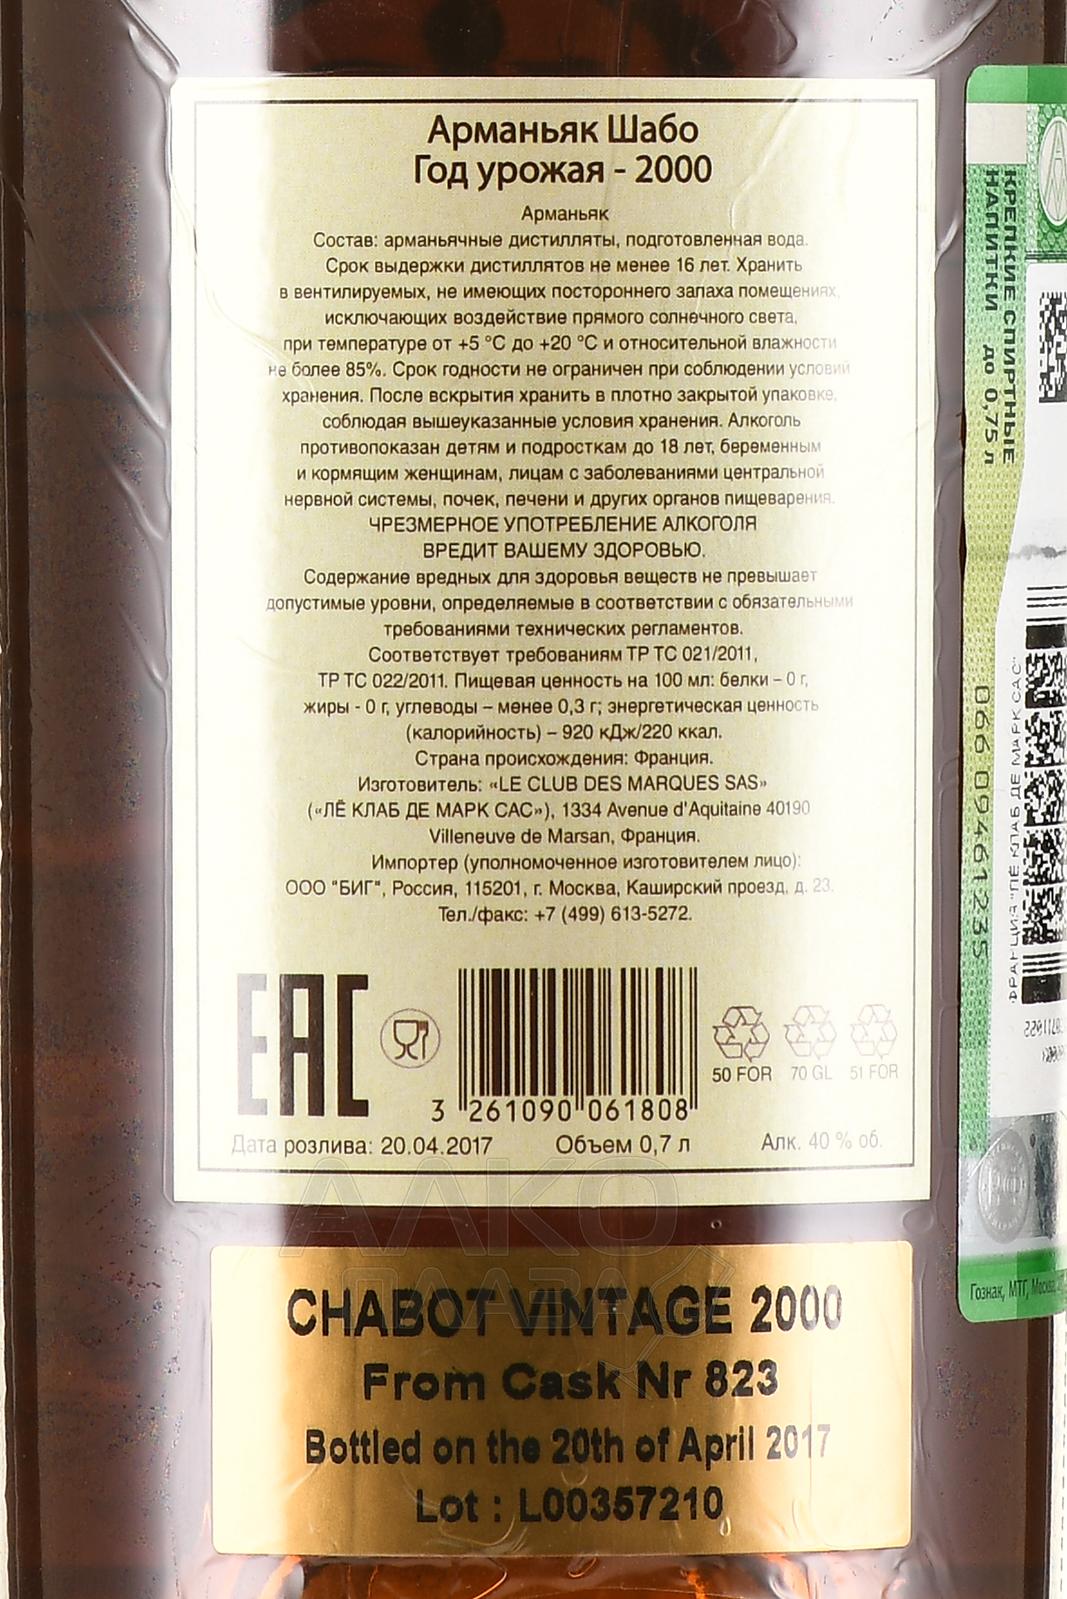 Арманьяк Шабо
Год урожая - 2000
Арманьяк
Состав: арманьячные дистилляты, подготовленная вода.
Срок выдержки дистиллятов не менее 16 лет. Хранить
в вентилируемых, не имеющих постороннего запаха помещениях,
исключающих воздействие прямого солнечного света,
при температуре от +5 °C до +20 °C и относительной влажности
не более 85%. Срок годности не ограничен при соблюдении условий
хранения. После вскрытия хранить в плотно закрытой упаковке,
соблюдая вышеуказанные условия хранения. Алкоголь
противопоказан детям и подросткам до 18 лет, беременным
и кормящим женщинам, лицам с заболеваниями центральной
нервной системы, почек, печени и других органов пищеварения.
ЧРЕЗМЕРНОЕ УПОТРЕБЛЕНИЕ АЛКОГОЛЯ
ВРЕДИТ ВАШЕМУ ЗДОРОВЬЮ.
Содержание вредных для здоровья веществ не превышает
допустимые уровни, определяемые в соответствии с обязательными
требованиями технических регламентов.
Соответствует требованиям ТР ТС 021/2011,
ТР ТС 022/2011. Пищевая ценность на 100 мл: белки – 0 г,
жиры - 0 г, углеводы – менее 0,3 г; энергетическая ценность
(калорийность) – 920 кДж/220 ккал.
Страна происхождения: Франция.
Изготовитель: «LE CLUB DES MARQUES SAS»
(«ЛЁ КЛАБ ДЕ МАРК САС»), 1334 Avenue d'Aquitaine 40190
Villeneuve de Marsan, Франция.
Импортер (уполномоченное изготовителем лицо):
ООО "БИГ", Россия, 115201, г. Москва, Каширский проезд, д. 23.
Тел./факс: +7 (499) 613-5272.
EAC
50 FOR 70 GL 51 FOR
3 261090 061808
Дата розлива: 20.04.2017 Объем 0,7 л Алк. 40 % об.
CHABOT VINTAGE 2000
From Cask Nr 823
Bottled on the 20th of April 2017
Lot : L00357210
КРЕПКИЕ СПИРТНЫЕ
НАПИТКИ до 0,75 л
066 09461235
ФРАНЦИЯ "ЛЁ КЛАБ ДЕ МАРК САС"
Гознак, МТГ, Москва
АЛКО
ПЛАЗА